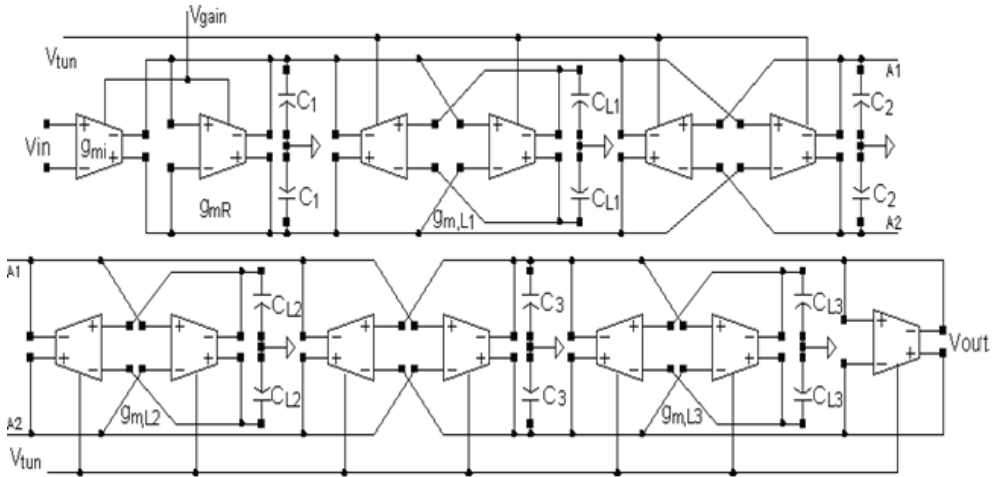 Vgain
Vtun
A1
C1
CL1
C2
Vin
gmi
C1
CL1
C2
gmR
gm,L1
A2
A1
CL2
C3
CL3
Vout
CL2
C3
CL3
gm,L2
gm,L3
A2
Vtun